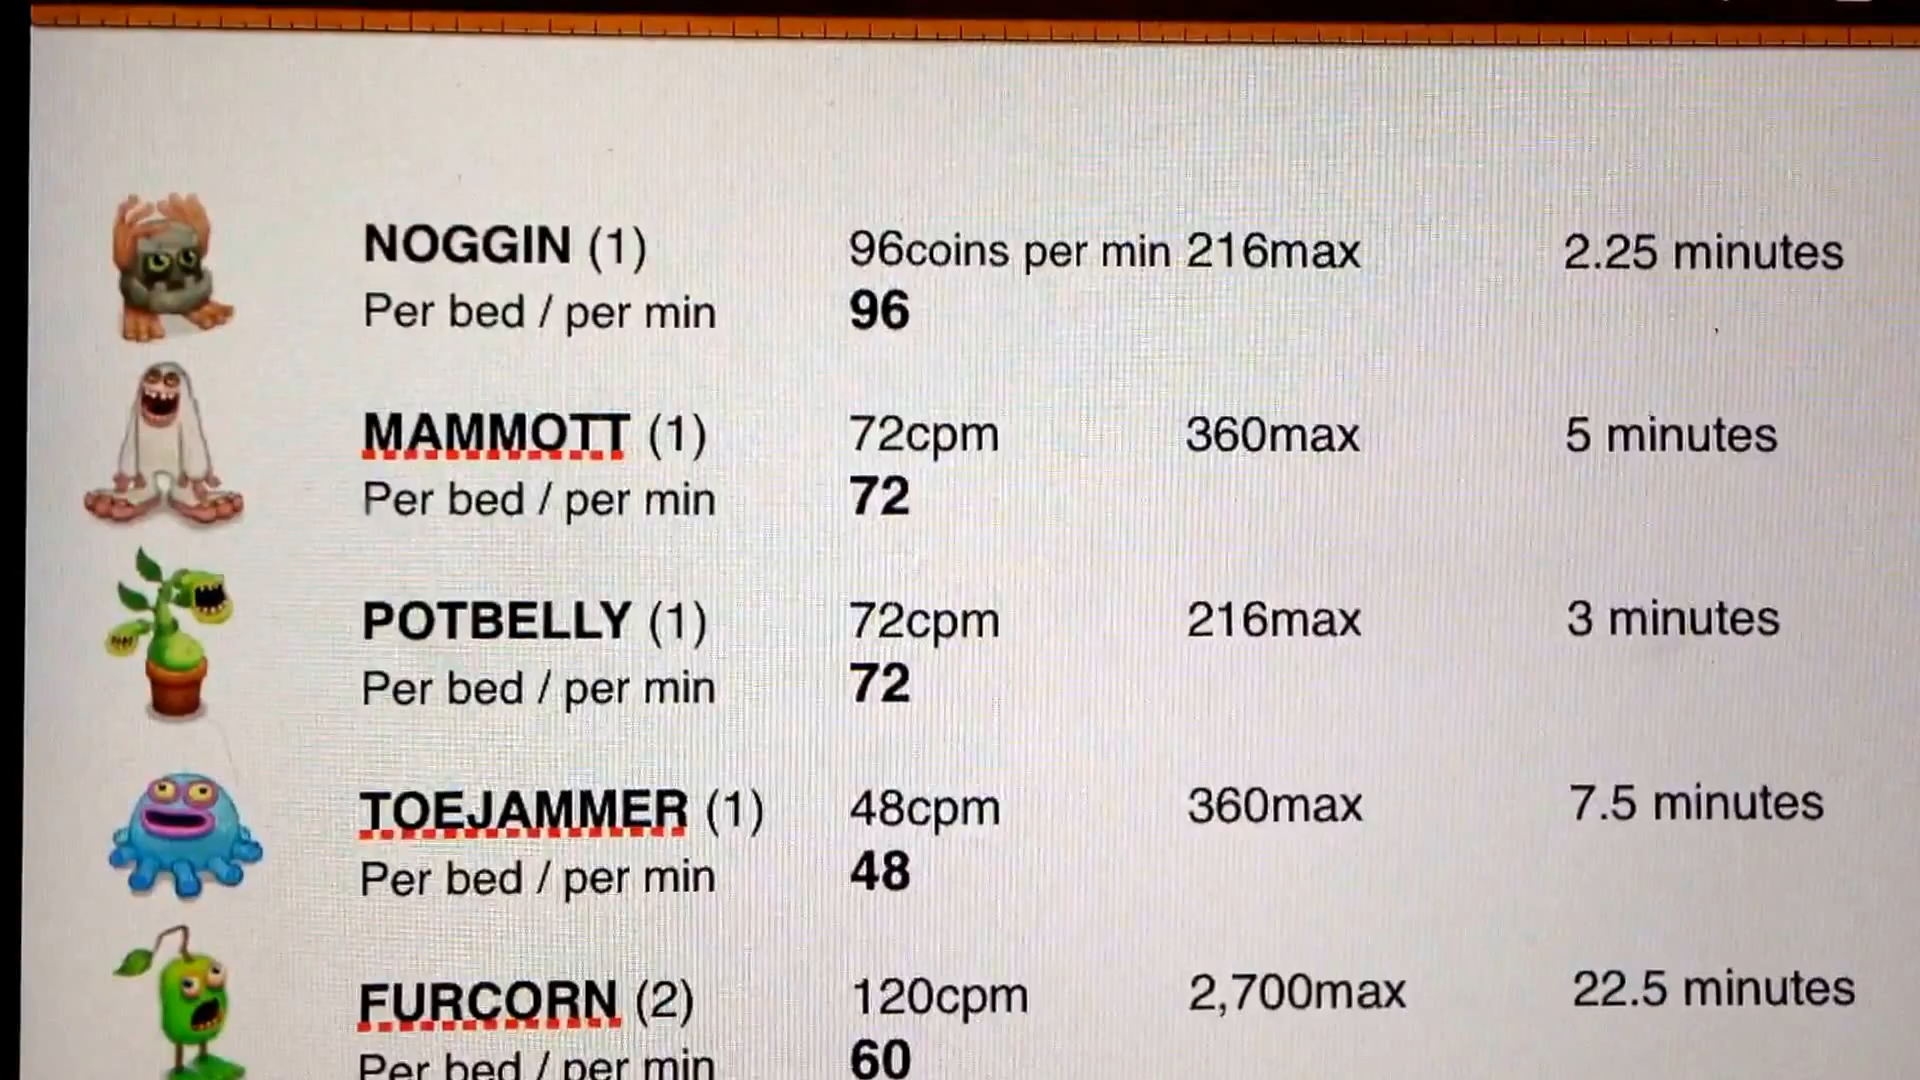 NOGGIN (1) 96coins per min 216max 2.25 minutes
Per bed / per min 96
MAMMOTT (1) 72cpm 360max 5 minutes
Per bed / per min 72
POTBELLY (1) 72cpm 216max 3 minutes
Per bed / per min 72
TOEJAMMER (1) 48cpm 360max 7.5 minutes
Per bed / per min 48
FURCORN (2) 120cpm 2,700max 22.5 minutes
Per bed / per min 60